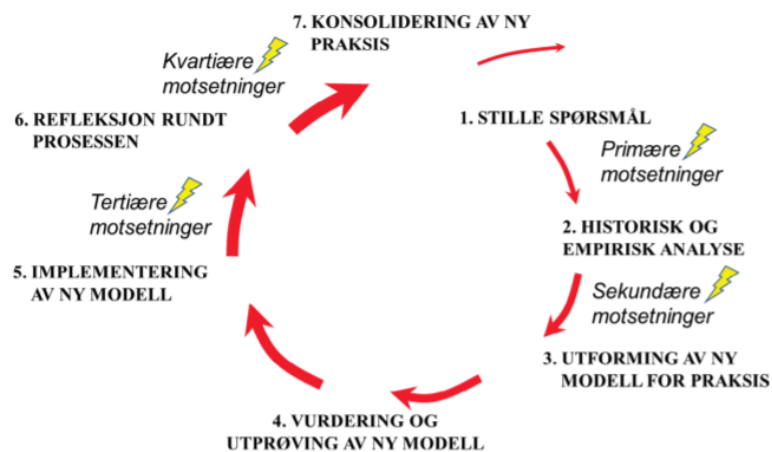 7. KONSOLIDERING AV NY
PRAKSIS
Kvartiære
motsetninger
6. REFLEKSJON RUNDT
PROSESSEN
1. STILLE SPØRSMÅL
Primære
motsetninger
Tertiære
motsetninger
2. HISTORISK OG
EMPIRISK ANALYSE
5. IMPLEMENTERING
AV NY MODELL
Sekundære
motsetninger
3. UTFORMING AV NY
MODELL FOR PRAKSIS
4. VURDERING OG
UTPRØVING AV NY MODELL